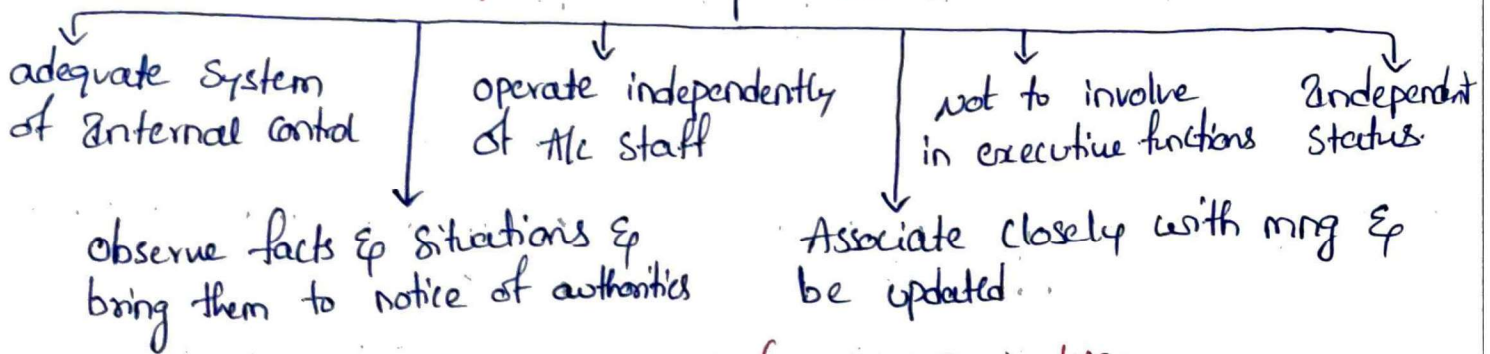 adequate System
of Internal control
operate independently
of A/c Staff
Not to involve
in executive functions
Independent
Status.
observe facts & Situations &
bring them to notice of authorities
Associate closely with mng &
be updated..